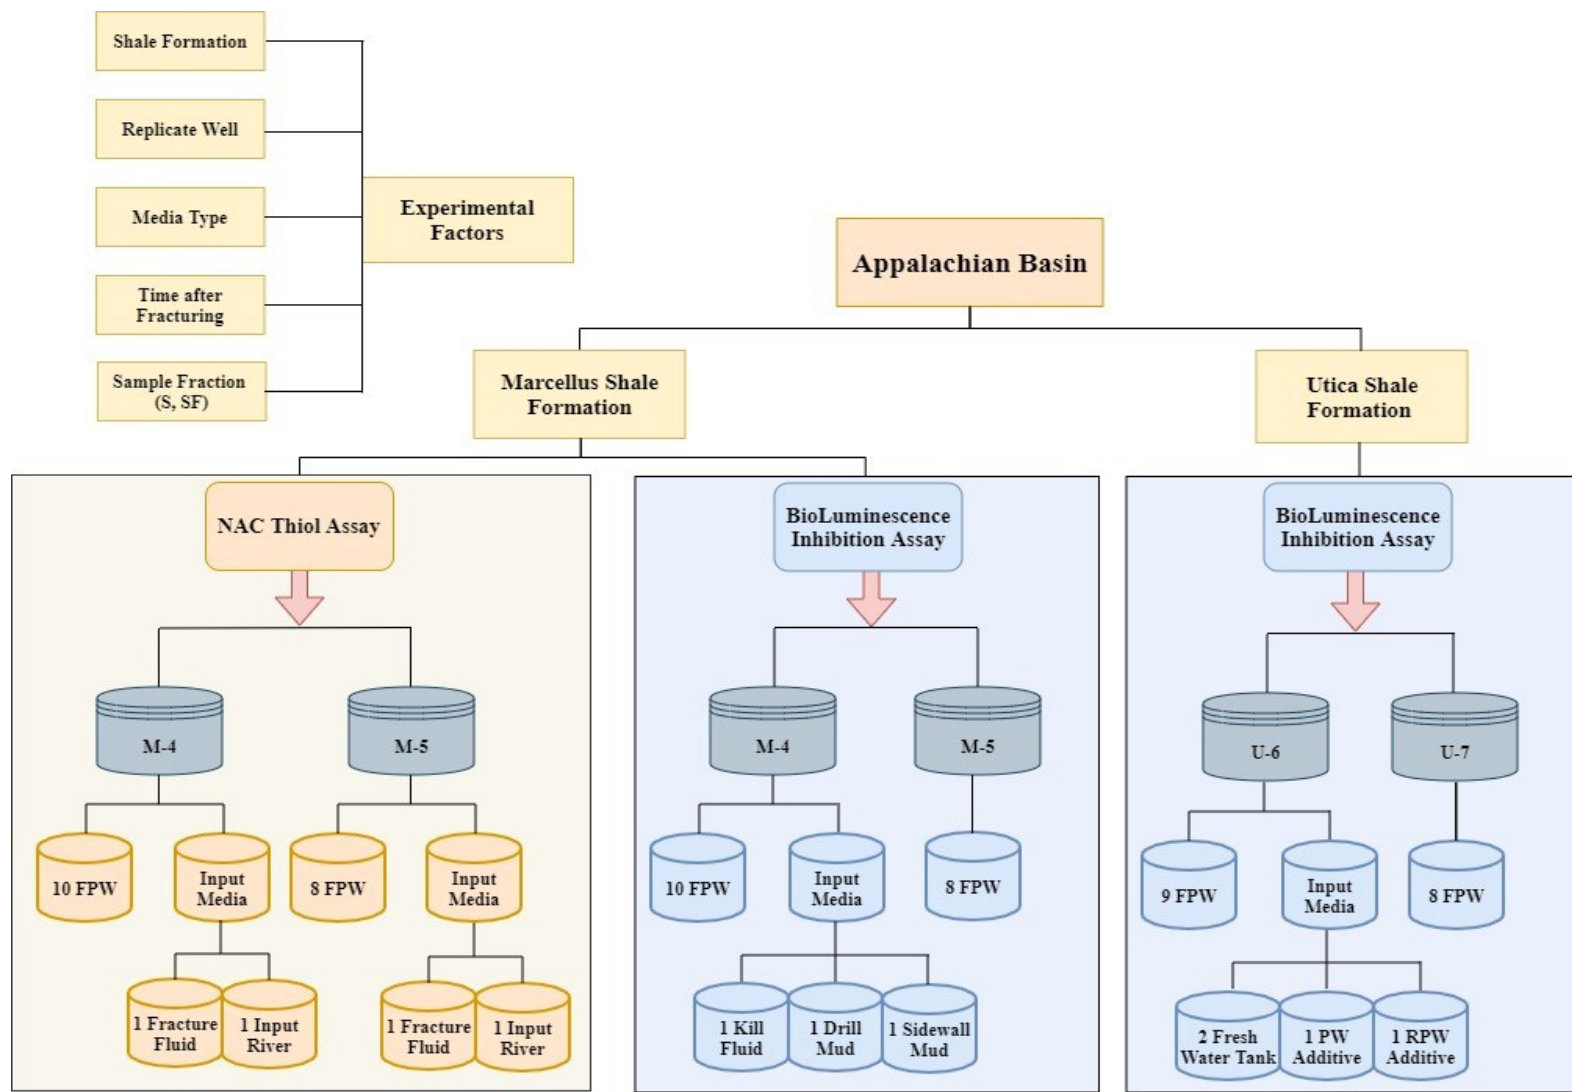 Shale Formation
Replicate Well
Media Type
Time after
Fracturing
Sample Fraction
(S, SF)
Experimental
Factors
Appalachian Basin
Marcellus Shale
Formation
Utica Shale
Formation
NAC Thiol Assay
M-4
M-5
10 FPW
Input
Media
8 FPW
Input
Media
1 Fracture
Fluid
1 Input
River
1 Fracture
Fluid
1 Input
River
BioLuminescence
Inhibition Assay
M-4
M-5
10 FPW
Input
Media
8 FPW
1 Kill
Fluid
1 Drill
Mud
1 Sidewall
Mud
BioLuminescence
Inhibition Assay
U-6
U-7
9 FPW
Input
Media
8 FPW
2 Fresh
Water Tank
1 PW
Additive
1 RPW
Additive